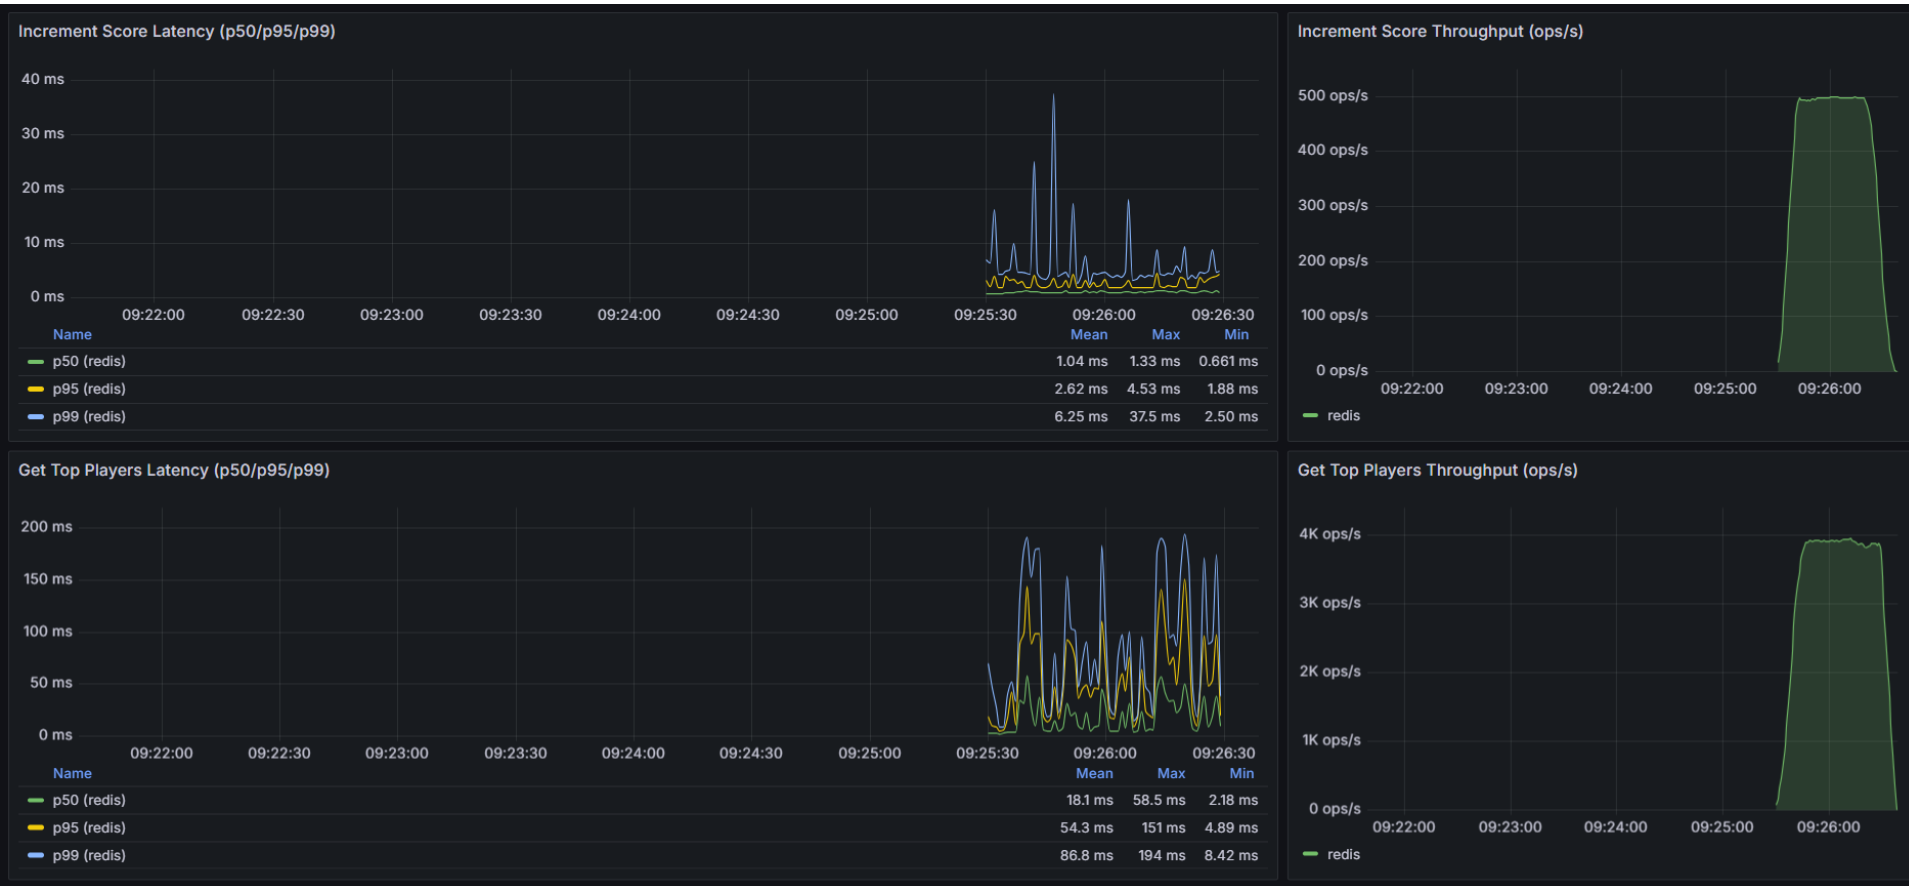 Increment Score Latency (p50/p95/p99)
40 ms
30 ms
20 ms
10 ms
0 ms
09:22:00 09:22:30 09:23:00 09:23:30 09:24:00 09:24:30 09:25:00 09:25:30 09:26:00 09:26:30
Name Mean Max Min
p50 (redis) 1.04 ms 1.33 ms 0.661 ms
p95 (redis) 2.62 ms 4.53 ms 1.88 ms
p99 (redis) 6.25 ms 37.5 ms 2.50 ms
Increment Score Throughput (ops/s)
500 ops/s
400 ops/s
300 ops/s
200 ops/s
100 ops/s
0 ops/s
09:22:00 09:23:00 09:24:00 09:25:00 09:26:00
redis
Get Top Players Latency (p50/p95/p99)
200 ms
150 ms
100 ms
50 ms
0 ms
09:22:00 09:22:30 09:23:00 09:23:30 09:24:00 09:24:30 09:25:00 09:25:30 09:26:00 09:26:30
Name Mean Max Min
p50 (redis) 18.1 ms 58.5 ms 2.18 ms
p95 (redis) 54.3 ms 151 ms 4.89 ms
p99 (redis) 86.8 ms 194 ms 8.42 ms
Get Top Players Throughput (ops/s)
4K ops/s
3K ops/s
2K ops/s
1K ops/s
0 ops/s
09:22:00 09:23:00 09:24:00 09:25:00 09:26:00
redis